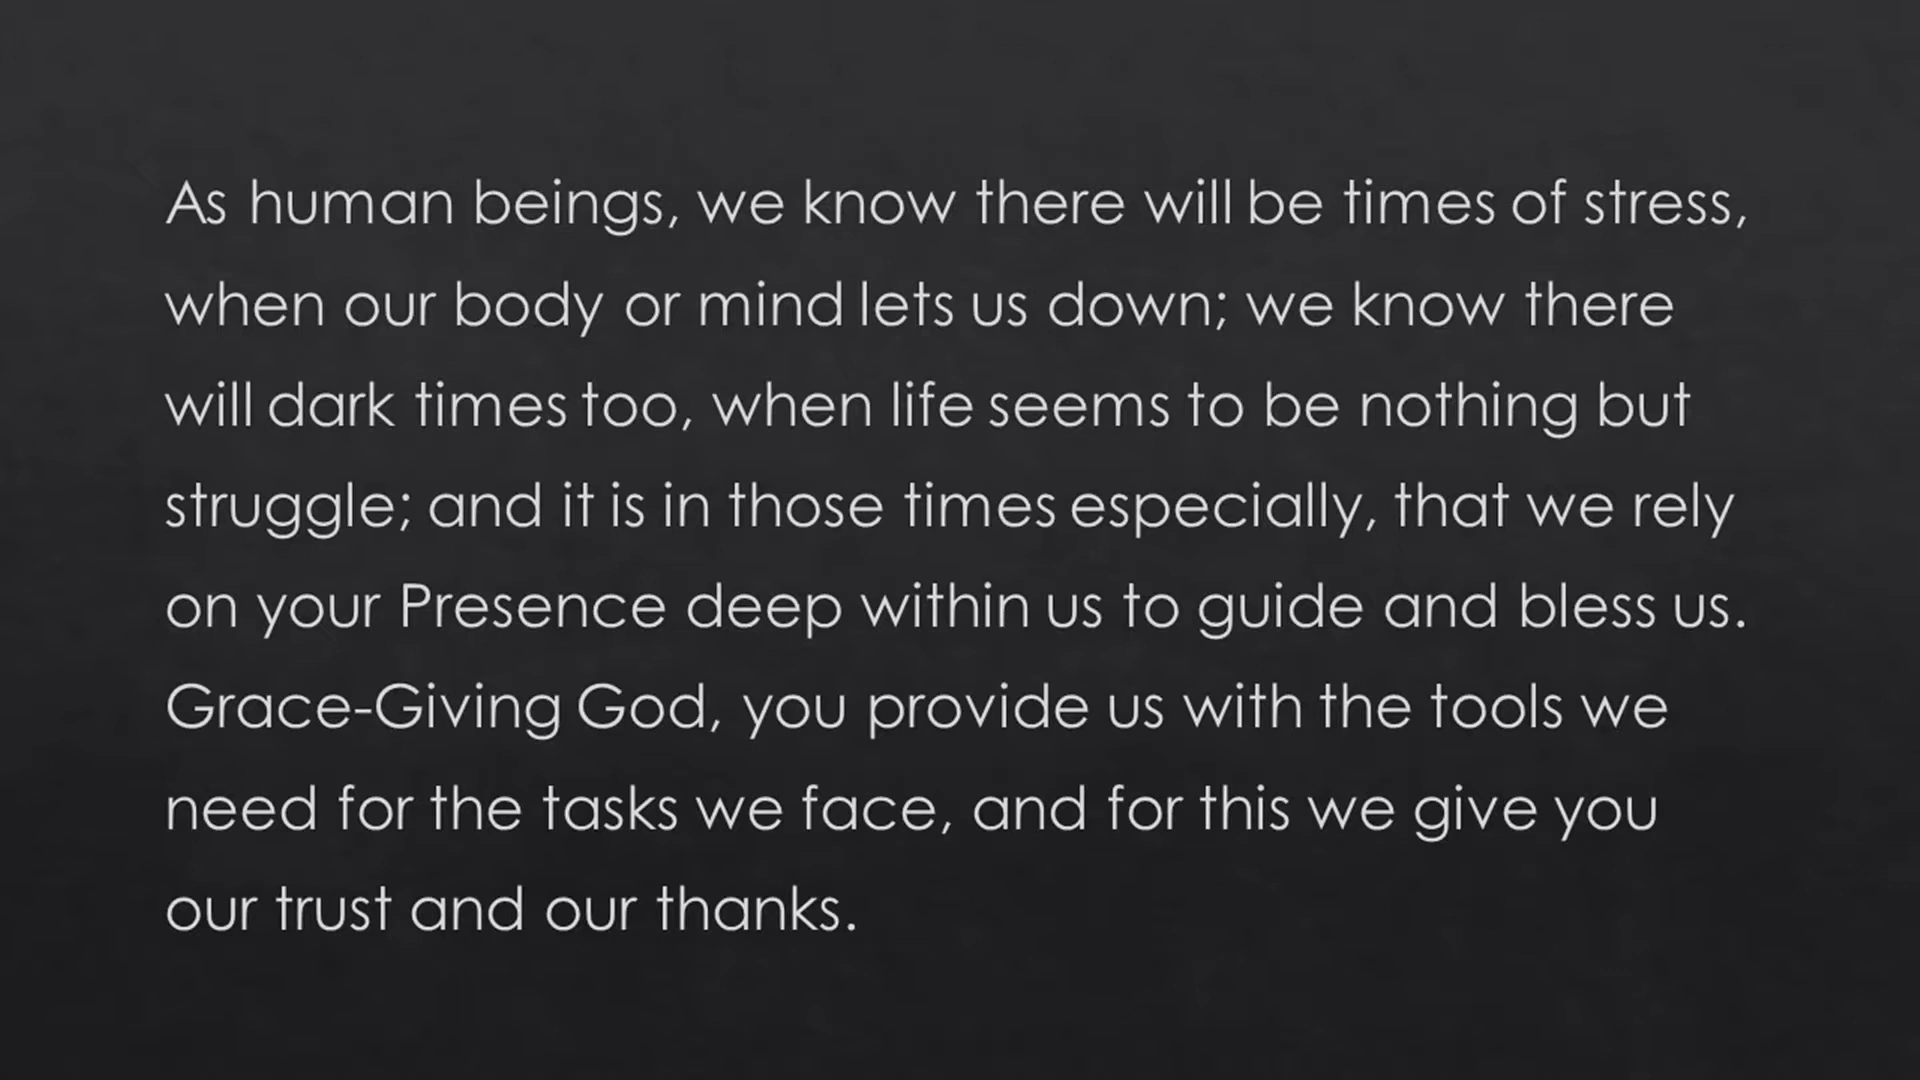 As human beings, we know there will be times of stress,
when our body or mind lets us down; we know there
will dark times too, when life seems to be nothing but
struggle; and it is in those times especially, that we rely
on your Presence deep within us to guide and bless us.
Grace-Giving God, you provide us with the tools we
need for the tasks we face, and for this we give you
our trust and our thanks.